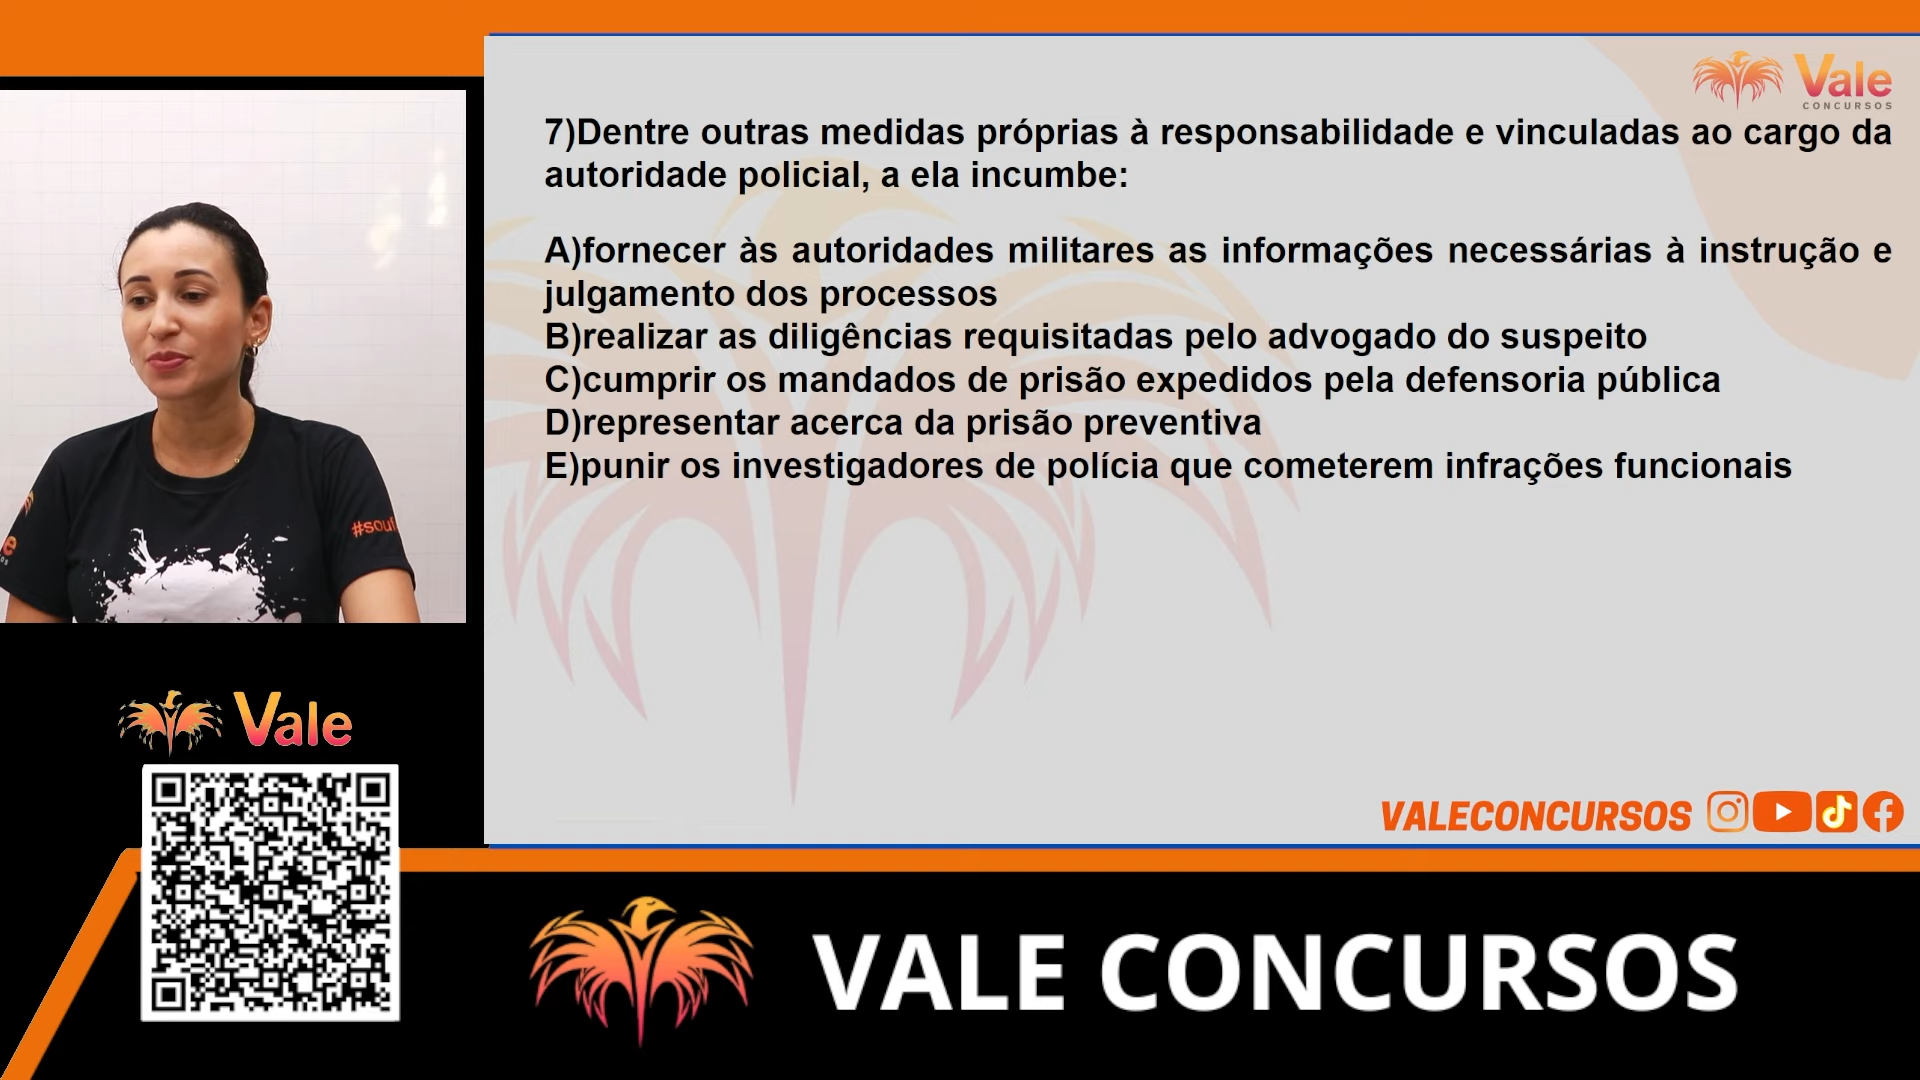 Vale
CONCURSOS
7)Dentre outras medidas próprias à responsabilidade e vinculadas ao cargo da
autoridade policial, a ela incumbe:
A)fornecer às autoridades militares as informações necessárias à instrução e
julgamento dos processos
B)realizar as diligências requisitadas pelo advogado do suspeito
C)cumprir os mandados de prisão expedidos pela defensoria pública
D)representar acerca da prisão preventiva
E)punir os investigadores de polícia que cometerem infrações funcionais
Vale
VALECONCURSOS
VALE CONCURSOS